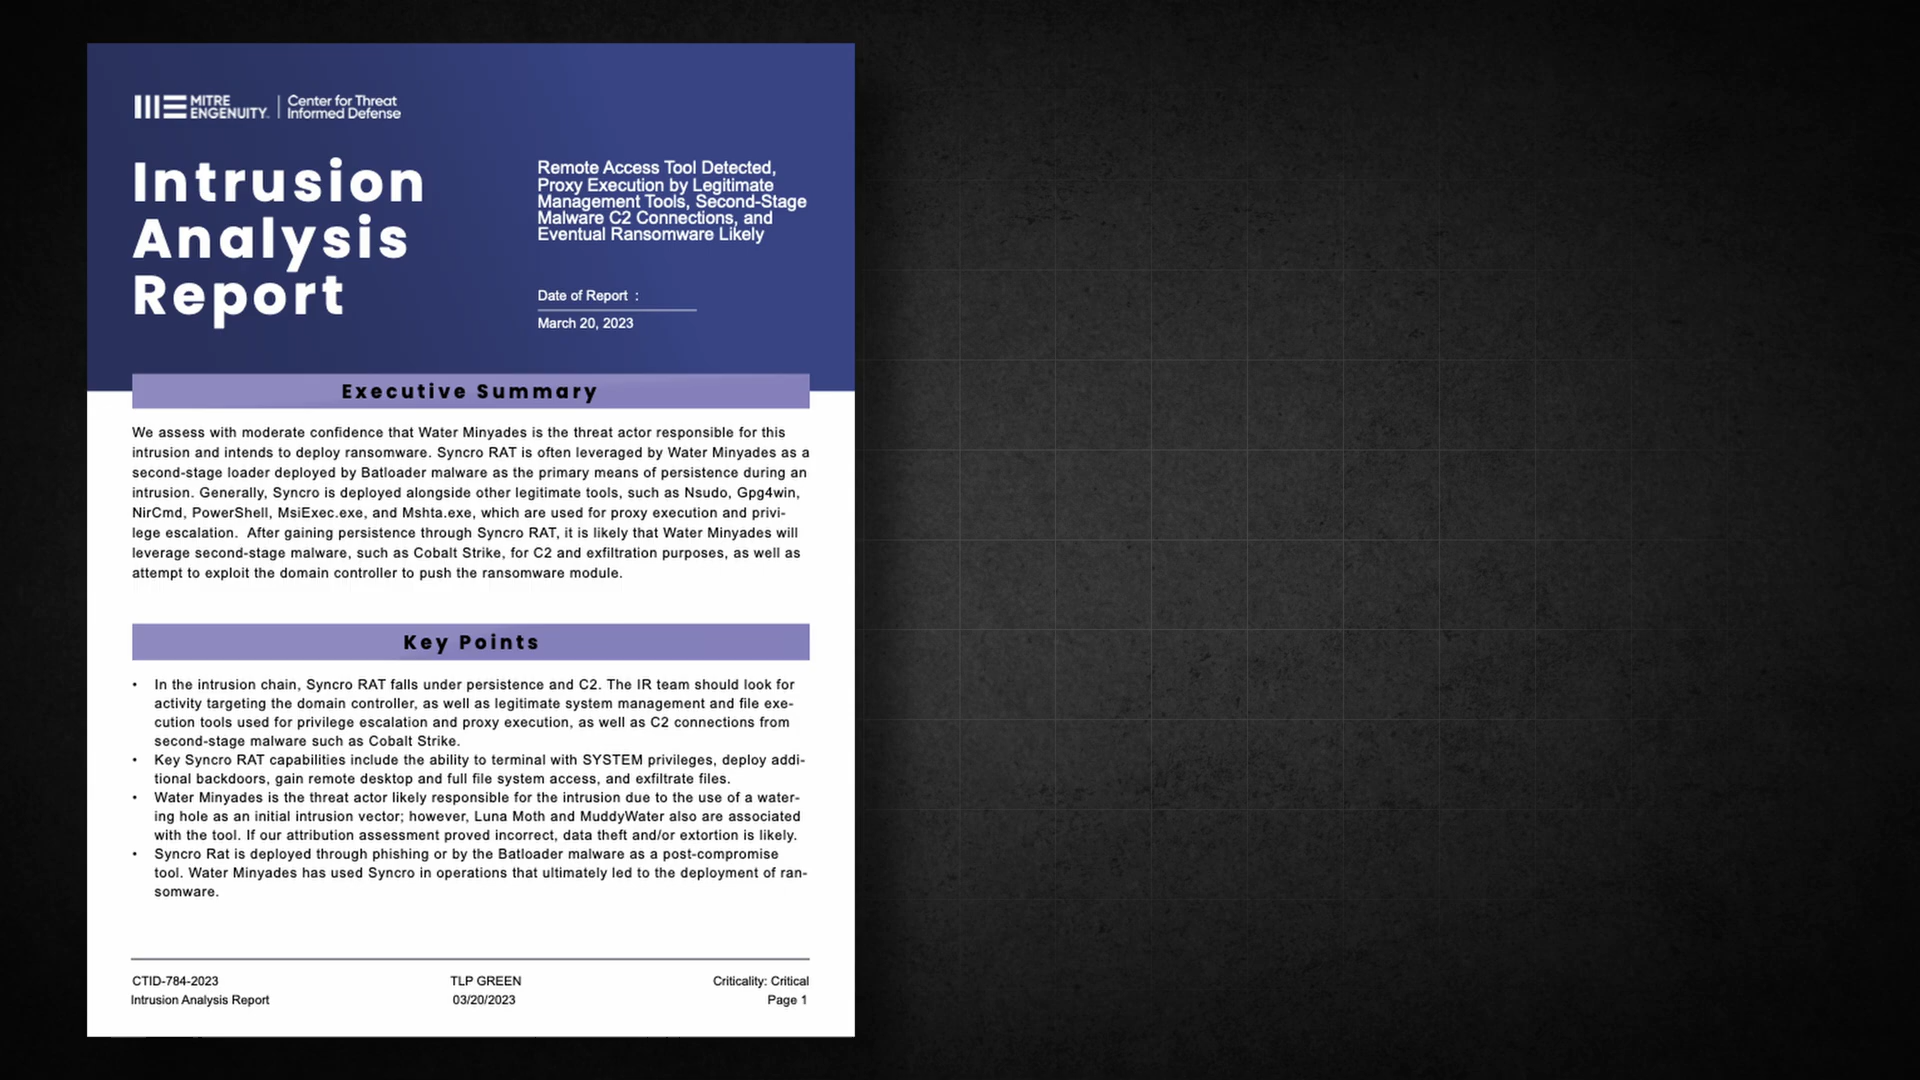 MITRE
ENGENUITY
Center for Threat
Informed Defense
Intrusion
Analysis
Report
Remote Access Tool Detected,
Proxy Execution by Legitimate
Management Tools, Second-Stage
Malware C2 Connections, and
Eventual Ransomware Likely
Date of Report :
March 20, 2023
Executive Summary
We assess with moderate confidence that Water Minyades is the threat actor responsible for this
intrusion and intends to deploy ransomware. Syncro RAT is often leveraged by Water Minyades as a
second-stage loader deployed by Batloader malware as the primary means of persistence during an
intrusion. Generally, Syncro is deployed alongside other legitimate tools, such as Nsudo, Gpg4win,
NirCmd, PowerShell, MsiExec.exe, and Mshta.exe, which are used for proxy execution and privi-
lege escalation. After gaining persistence through Syncro RAT, it is likely that Water Minyades will
leverage second-stage malware, such as Cobalt Strike, for C2 and exfiltration purposes, as well as
attempt to exploit the domain controller to push the ransomware module.
Key Points
• In the intrusion chain, Syncro RAT falls under persistence and C2. The IR team should look for
activity targeting the domain controller, as well as legitimate system management and file exe-
cution tools used for privilege escalation and proxy execution, as well as C2 connections from
second-stage malware such as Cobalt Strike.
• Key Syncro RAT capabilities include the ability to terminal with SYSTEM privileges, deploy addi-
tional backdoors, gain remote desktop and full file system access, and exfiltrate files.
• Water Minyades is the threat actor likely responsible for the intrusion due to the use of a water-
ing hole as an initial intrusion vector; however, Luna Moth and MuddyWater also are associated
with the tool. If our attribution assessment proved incorrect, data theft and/or extortion is likely.
• Syncro Rat is deployed through phishing or by the Batloader malware as a post-compromise
tool. Water Minyades has used Syncro in operations that ultimately led to the deployment of ran-
somware.
CTID-784-2023 TLP GREEN Criticality: Critical
Intrusion Analysis Report 03/20/2023 Page 1